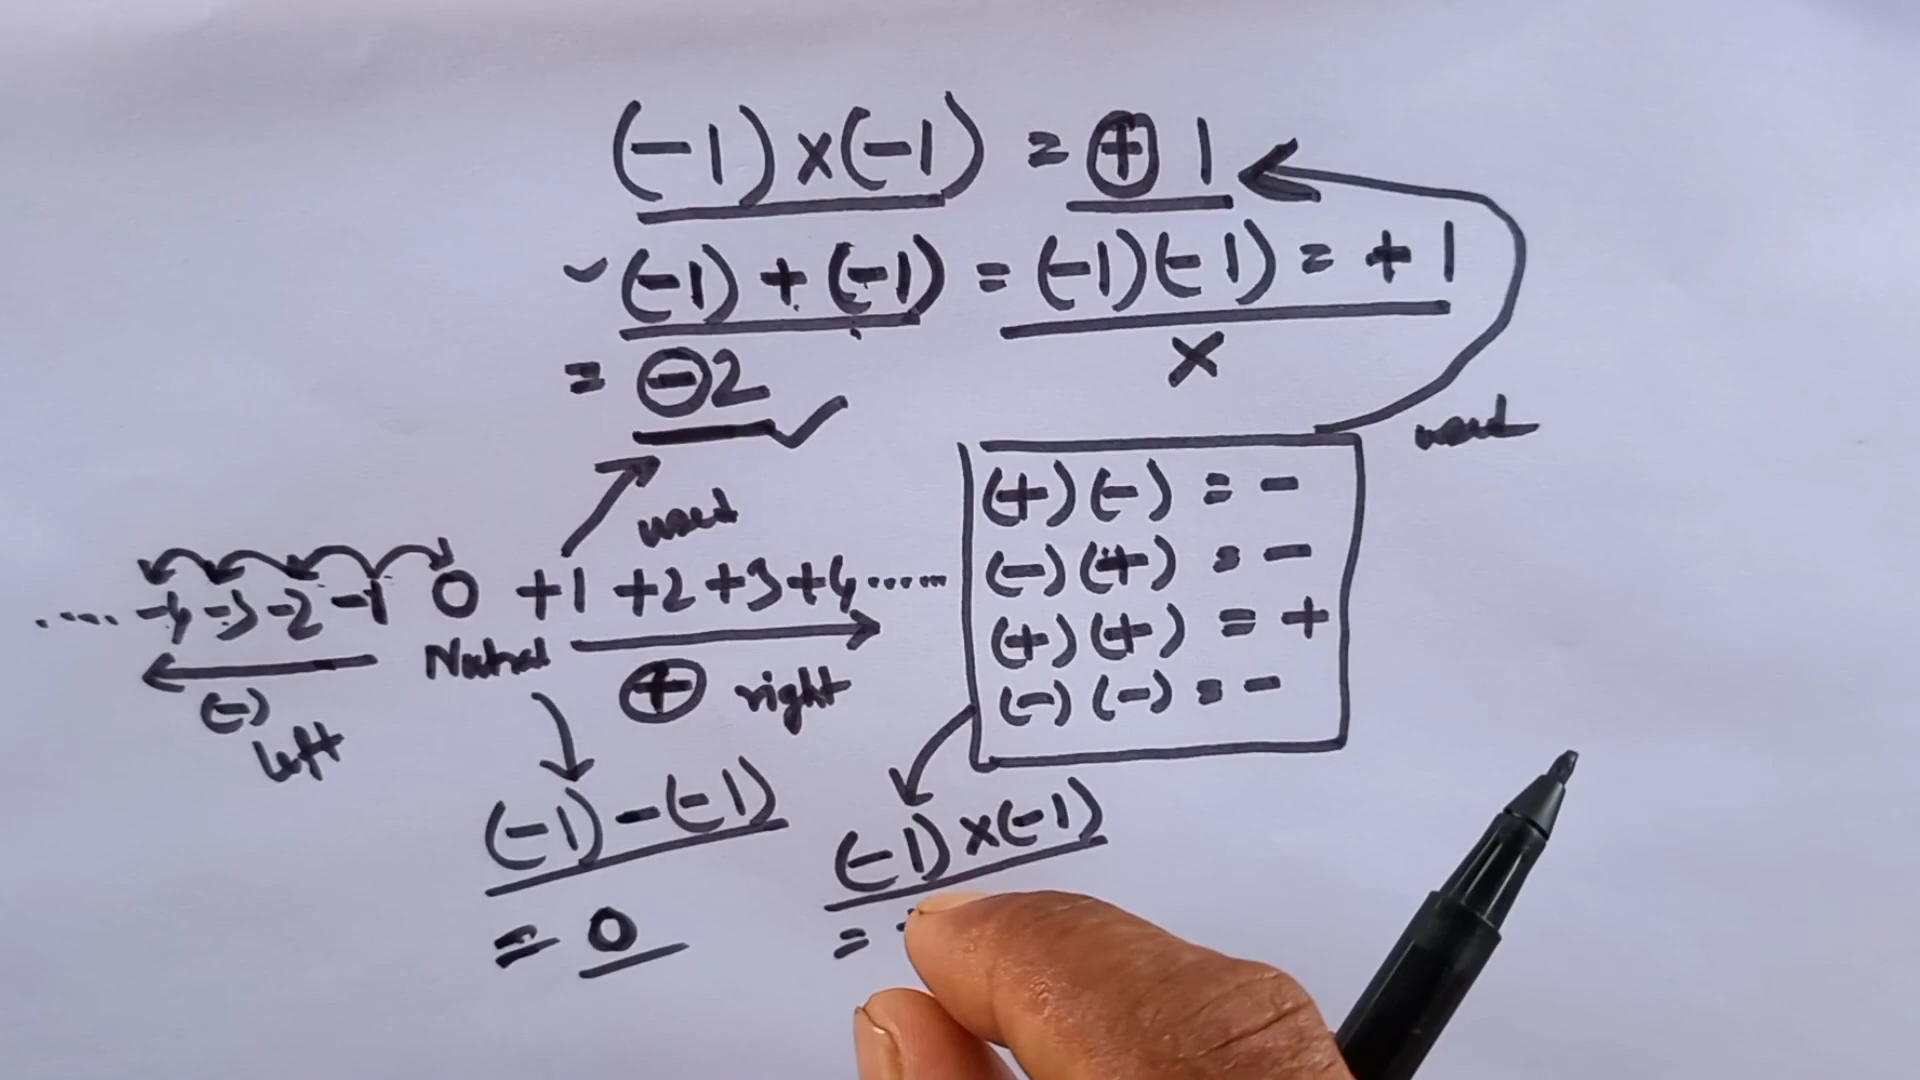 (-1)×(-1) = + 1
(-1) + (-1) = (-1)(-1) = + 1
= -2
×
used
used
(+)(-) = -
(-)(+) = -
(+)(+) = +
(-)(-) = -
..... -4 -3 -2 -1 0 +1 +2 +3 +4 ......
(-)
left
Nutral
+ right
(-1)-(-1)
= 0
(-1)×(-1)
=